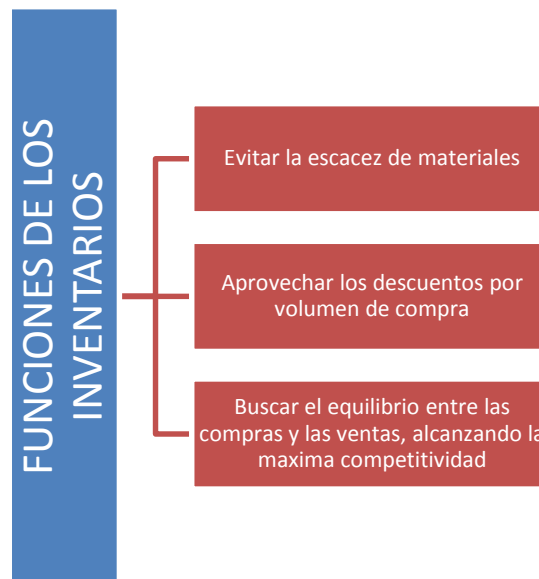 FUNCIONES DE LOS
INVENTARIOS
Evitar la escacez de materiales
Aprovechar los descuentos por
volumen de compra
Buscar el equilibrio entre las
compras y las ventas, alcanzando la
maxima competitividad